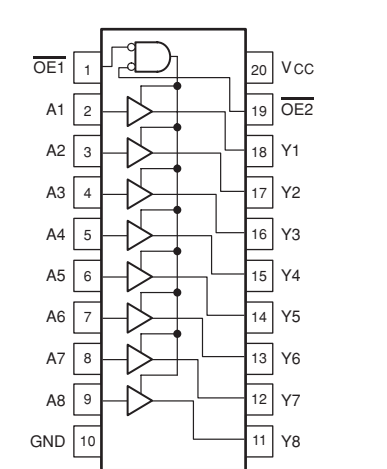 OE1 1 20 VCC
A1 2 19 OE2
A2 3 18 Y1
A3 4 17 Y2
A4 5 16 Y3
A5 6 15 Y4
A6 7 14 Y5
A7 8 13 Y6
A8 9 12 Y7
GND 10 11 Y8